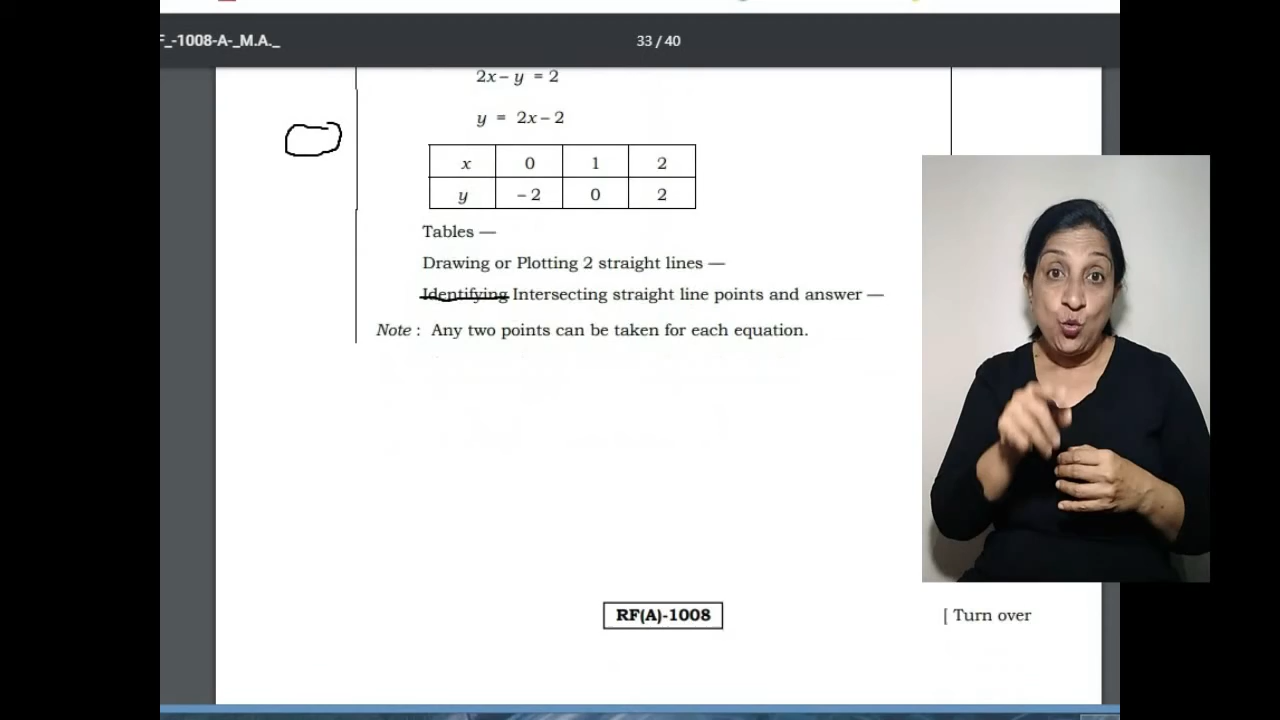 F_-1008-A-_M.A._
33 / 40
2x – y = 2
y = 2x – 2
x 0 1 2
y – 2 0 2
Tables —
Drawing or Plotting 2 straight lines —
Identifying Intersecting straight line points and answer —
Note : Any two points can be taken for each equation.
RF(A)-1008
[ Turn over